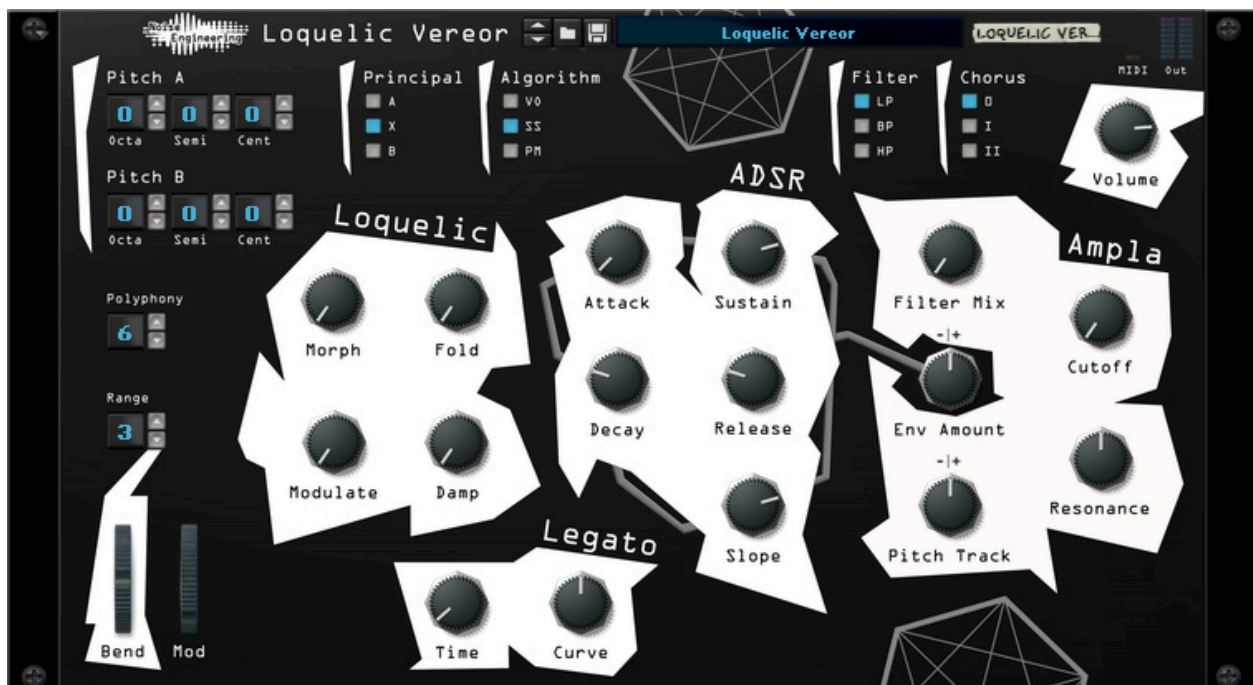 Noise Engineering
Loquelic Vereor
Loquelic Vereor
LOQUELIC VER...
MIDI Out
Pitch A
0 0 0
Octa Semi Cent
Principal
A
X
B
Algorithm
VO
SS
PM
Filter
LP
BP
HP
Chorus
O
I
II
Volume
Pitch B
0 0 0
Octa Semi Cent
Polyphony
6
Range
3
Bend Mod
Loquelic
Morph Fold
Modulate Damp
Legato
Time Curve
ADSR
Attack Sustain
Decay Release
Slope
Ampla
Filter Mix
Cutoff
-|+
Env Amount
-|+
Resonance
Pitch Track